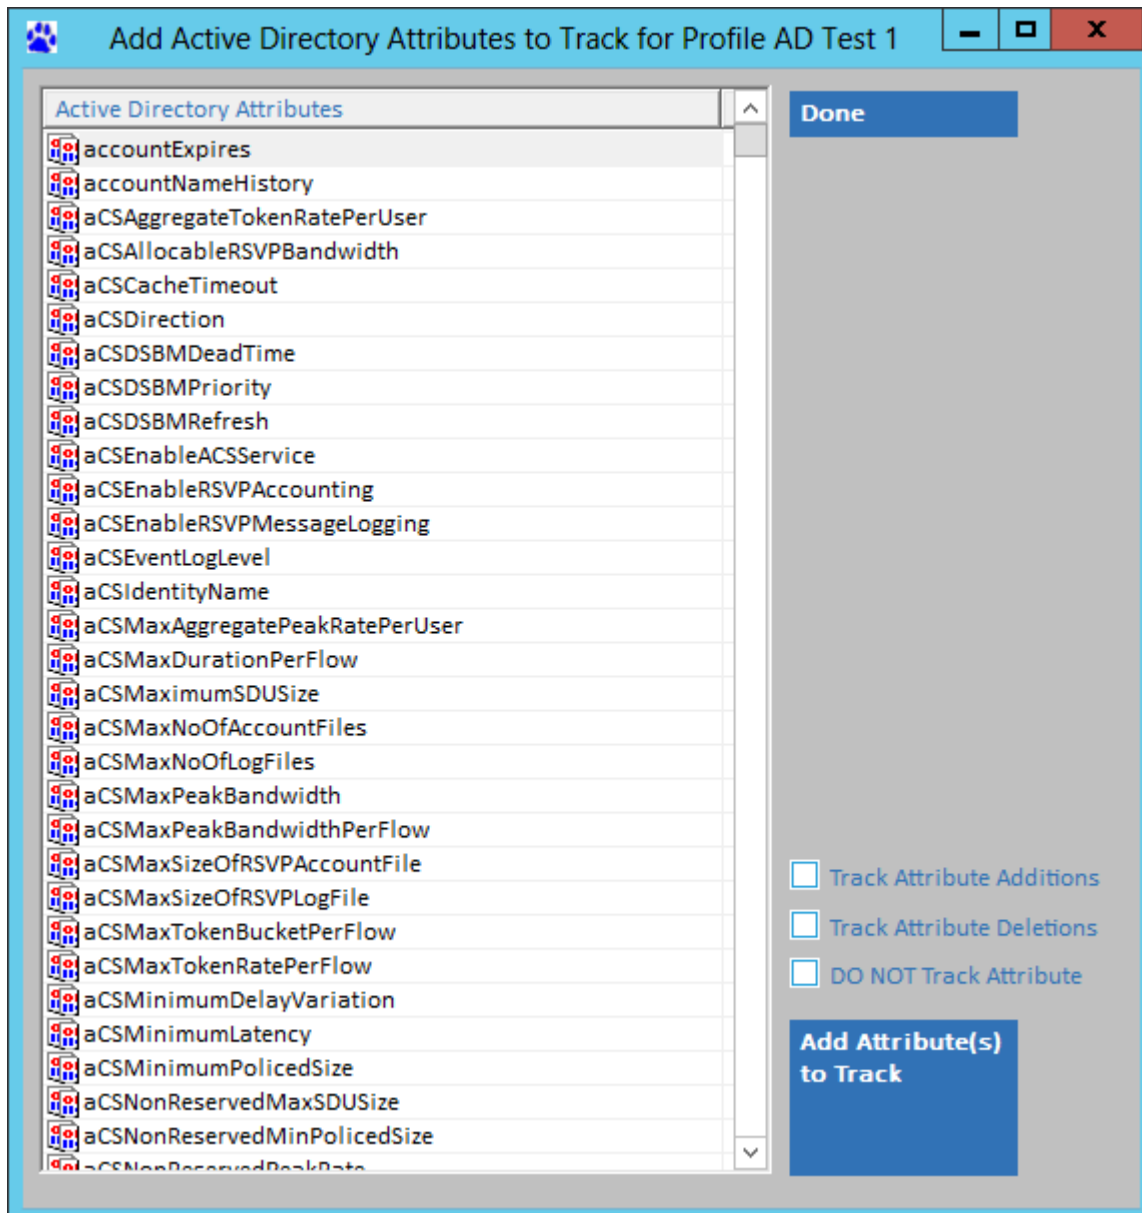 Add Active Directory Attributes to Track for Profile AD Test 1
Active Directory Attributes
accountExpires
accountNameHistory
aCSAggregateTokenRatePerUser
aCSAllocableRSVPBandwidth
aCSCacheTimeout
aCSDirection
aCSDSBMDeadTime
aCSDSBMPriority
aCSDSBMRefresh
aCSEnableACSService
aCSEnableRSVPAccounting
aCSEnableRSVPMessageLogging
aCSEventLogLevel
aCSIdentityName
aCSMaxAggregatePeakRatePerUser
aCSMaxDurationPerFlow
aCSMaximumSDUSize
aCSMaxNoOfAccountFiles
aCSMaxNoOfLogFiles
aCSMaxPeakBandwidth
aCSMaxPeakBandwidthPerFlow
aCSMaxSizeOfRSVPAccountFile
aCSMaxSizeOfRSVPLogFile
aCSMaxTokenBucketPerFlow
aCSMaxTokenRatePerFlow
aCSMinimumDelayVariation
aCSMinimumLatency
aCSMinimumPolicedSize
aCSNonReservedMaxSDUSize
aCSNonReservedMinPolicedSize
aCSNonReservedPeakRate
Done
Track Attribute Additions
Track Attribute Deletions
DO NOT Track Attribute
Add Attribute(s)
to Track